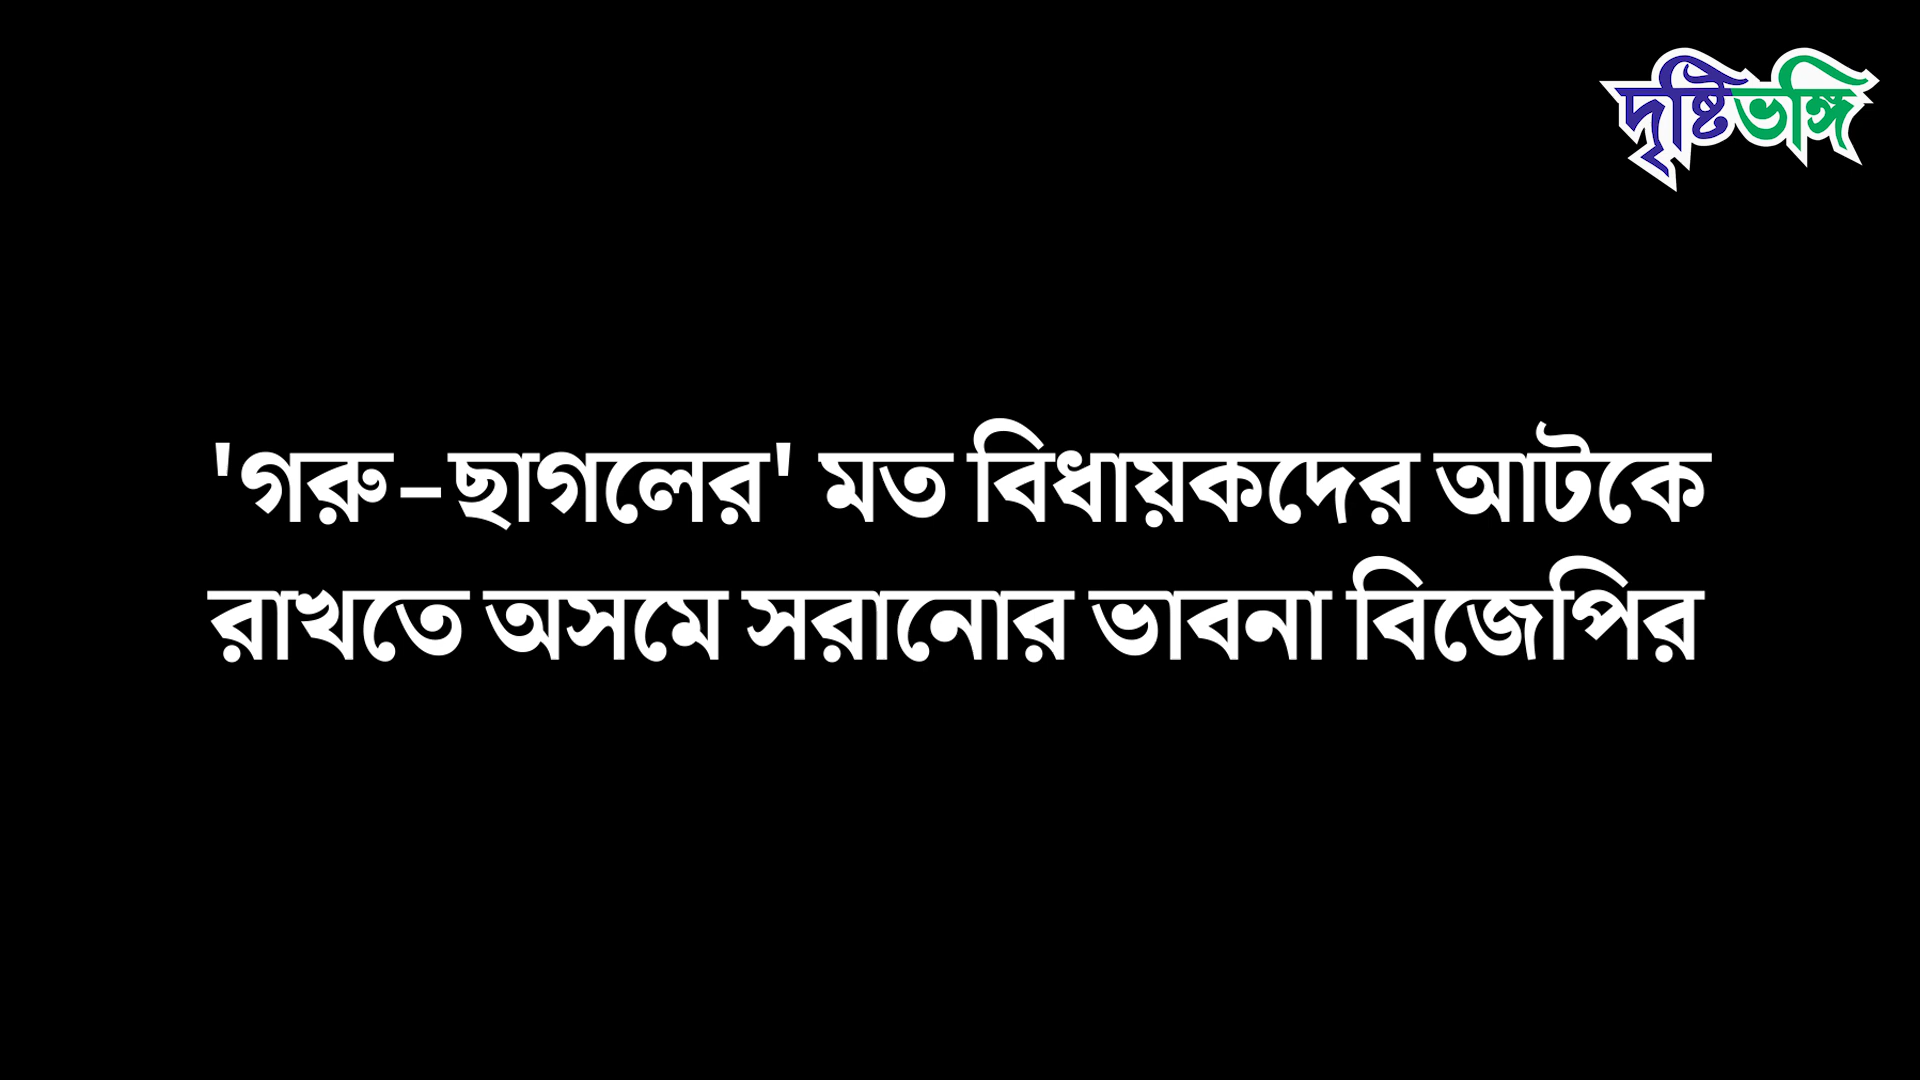 দৃষ্টিভঙ্গি
'গরু-ছাগলের' মত বিধায়কদের আটকে
রাখতে অসমে সরানোর ভাবনা বিজেপির